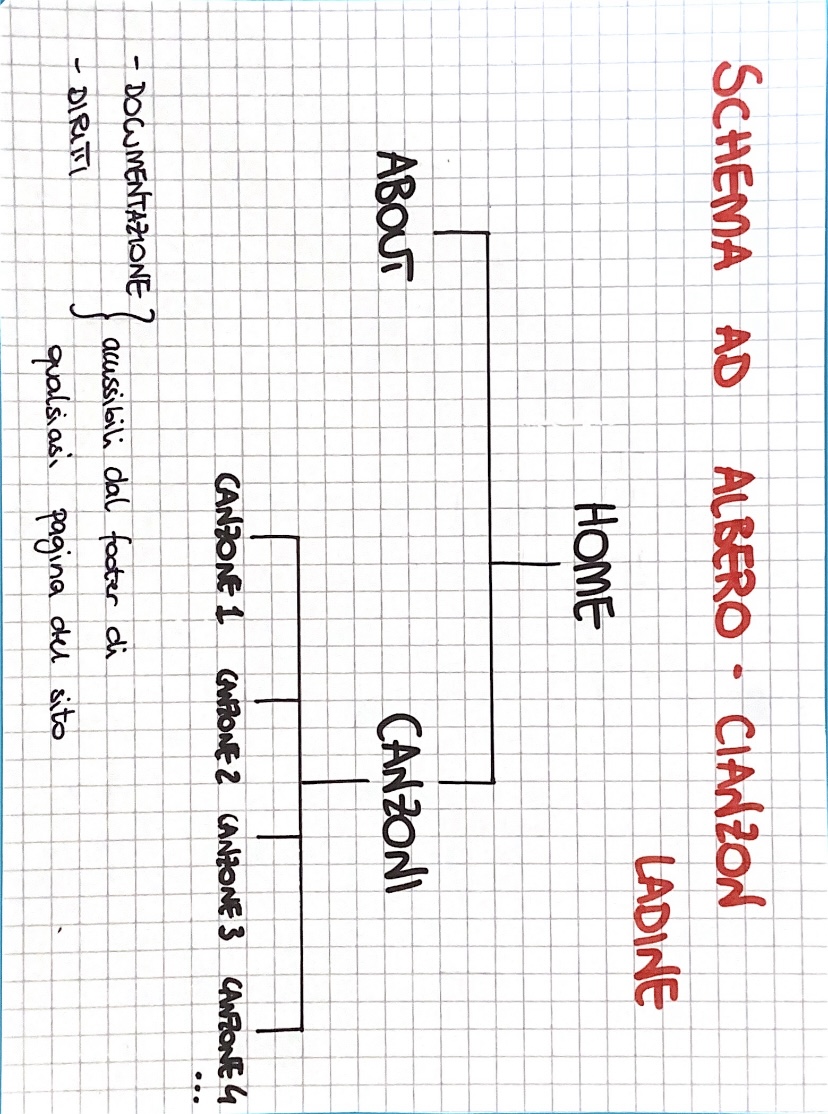 SCHEMA AD ALBERO - CIANZON
LADINE
HOME
ABOUT
CANZONI
CANZONE 1 CANZONE 2 CANZONE 3 CANZONE 4
...
- DOCUMENTAZIONE
- DIRITTI
accessibili dal footer di
qualsiasi pagina del sito